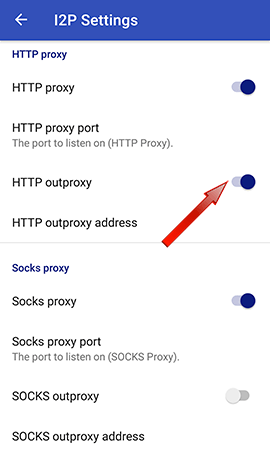 I2P Settings
HTTP proxy
HTTP proxy
HTTP proxy port
The port to listen on (HTTP Proxy).
HTTP outproxy
HTTP outproxy address
Socks proxy
Socks proxy
Socks proxy port
The port to listen on (SOCKS Proxy).
SOCKS outproxy
SOCKS outproxy address